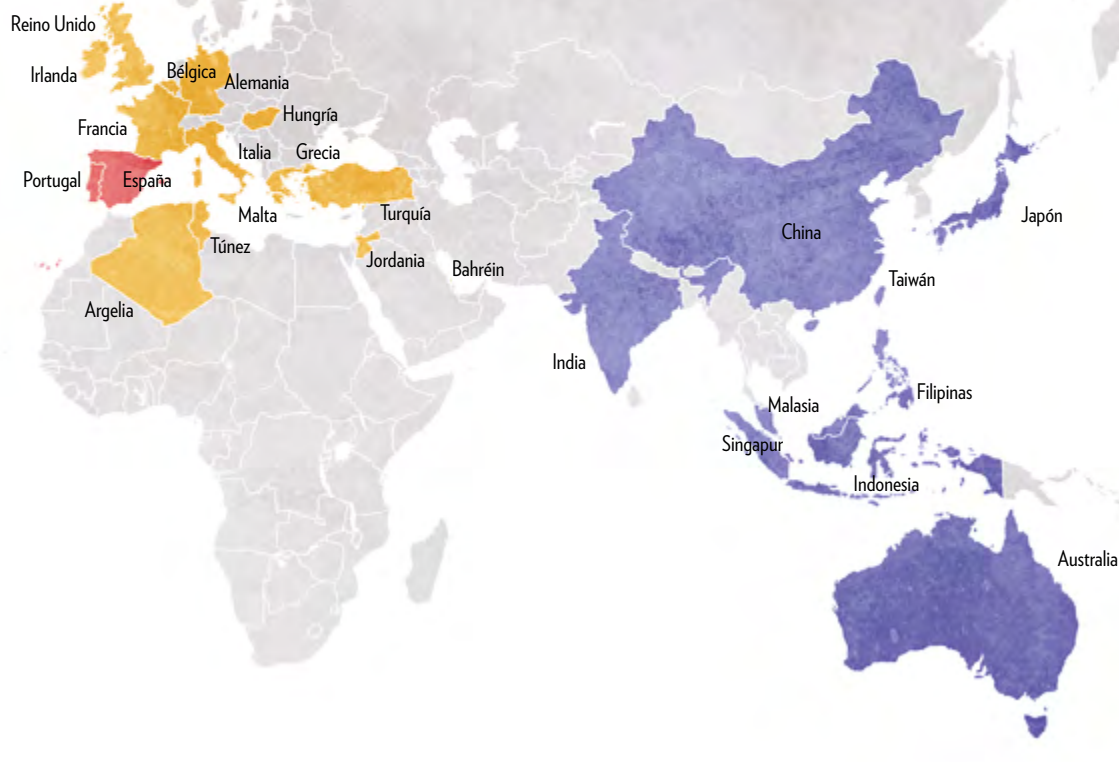 Reino Unido
Irlanda
Bélgica
Alemania
Hungría
Francia
Italia
Grecia
Portugal
España
Malta
Turquía
Túnez
Jordania
Bahréin
Argelia
China
Japón
Taiwán
India
Malasia
Filipinas
Singapur
Indonesia
Australia